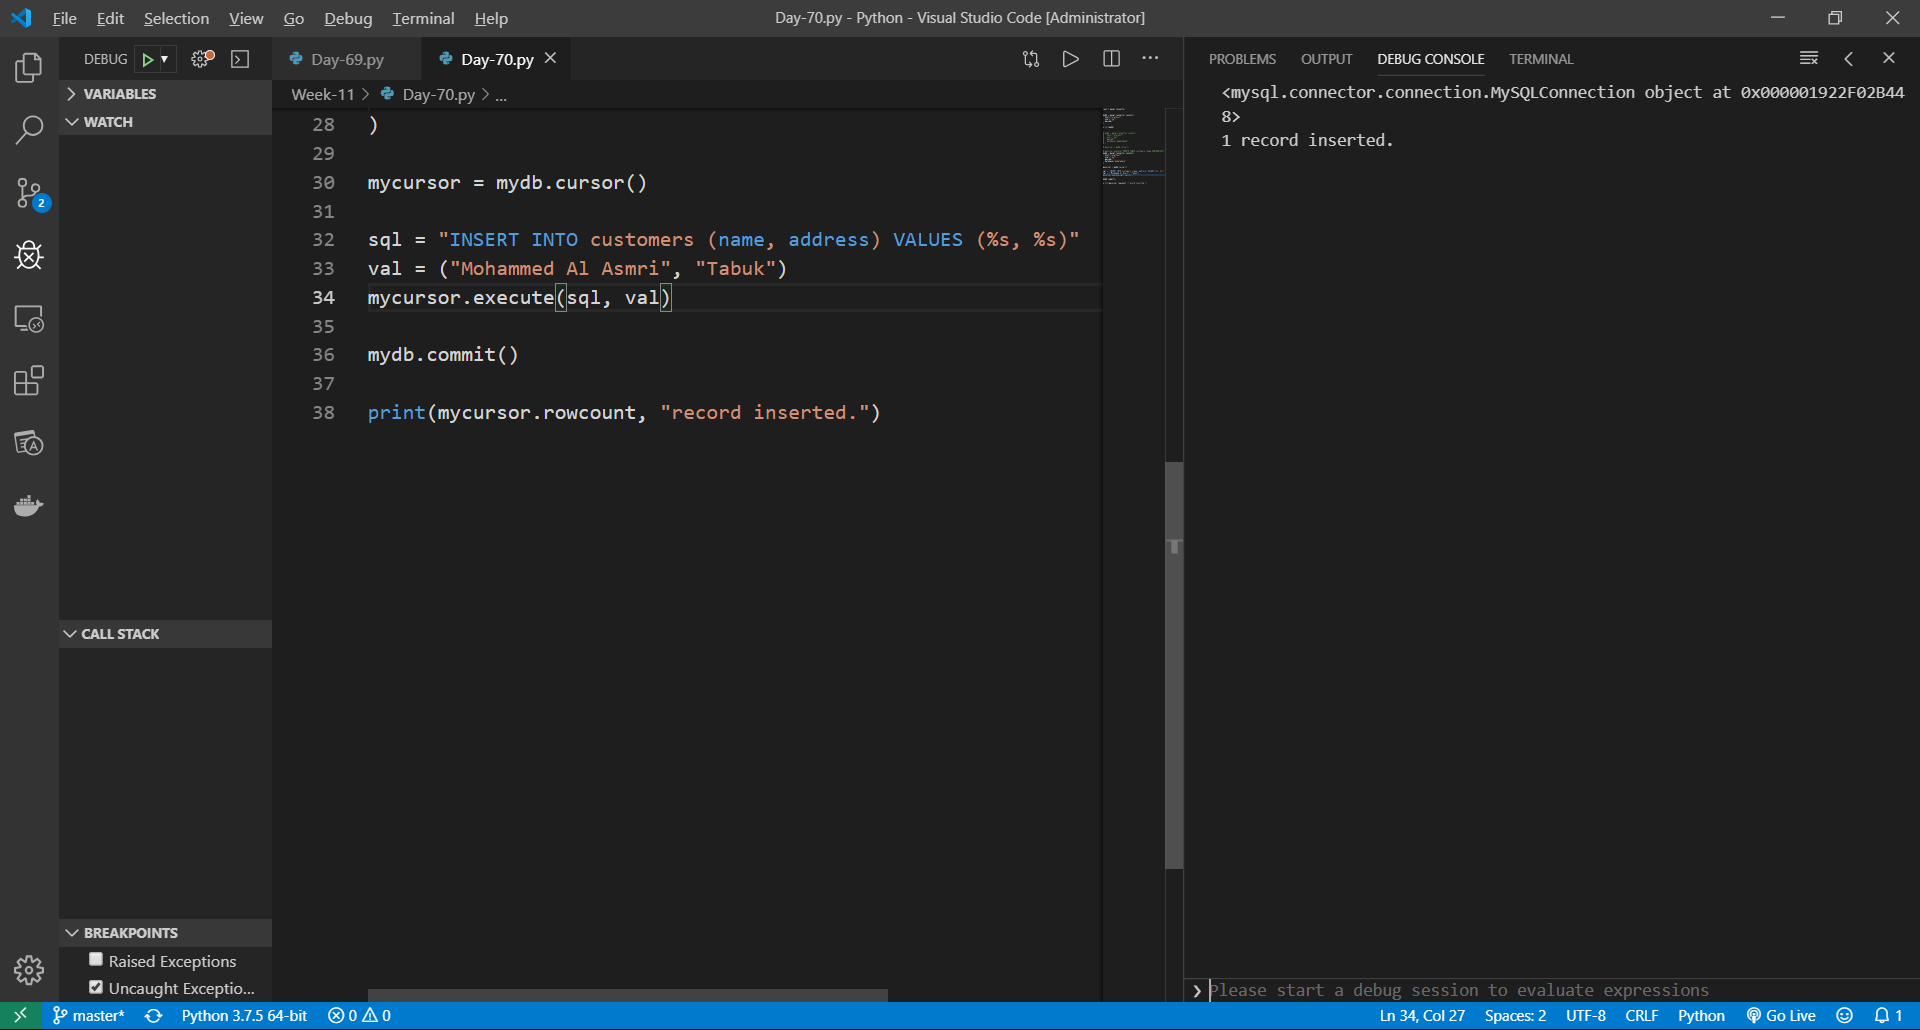 File Edit Selection View Go Debug Terminal Help
Day-70.py - Python - Visual Studio Code [Administrator]
DEBUG
Day-69.py
Day-70.py
PROBLEMS OUTPUT DEBUG CONSOLE TERMINAL
VARIABLES
WATCH
CALL STACK
BREAKPOINTS
Raised Exceptions
Uncaught Exceptio...
Week-11 > Day-70.py > ...
28 )
29
30 mycursor = mydb.cursor()
31
32 sql = "INSERT INTO customers (name, address) VALUES (%s, %s)"
33 val = ("Mohammed Al Asmri", "Tabuk")
34 mycursor.execute(sql, val)
35
36 mydb.commit()
37
38 print(mycursor.rowcount, "record inserted.")
<mysql.connector.connection.MySQLConnection object at 0x000001922F02B44
8>
1 record inserted.
Please start a debug session to evaluate expressions
2
master* Python 3.7.5 64-bit 0 0 Ln 34, Col 27 Spaces: 2 UTF-8 CRLF Python Go Live 1